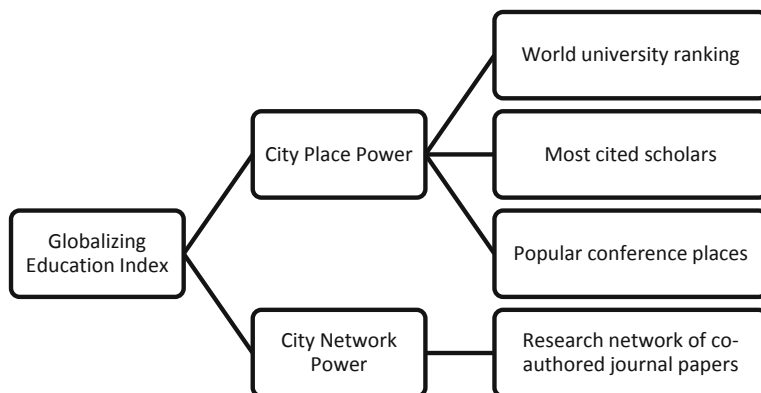 World university ranking
City Place Power
Most cited scholars
Globalizing
Education Index
Popular conference places
City Network
Power
Research network of co-
authored journal papers